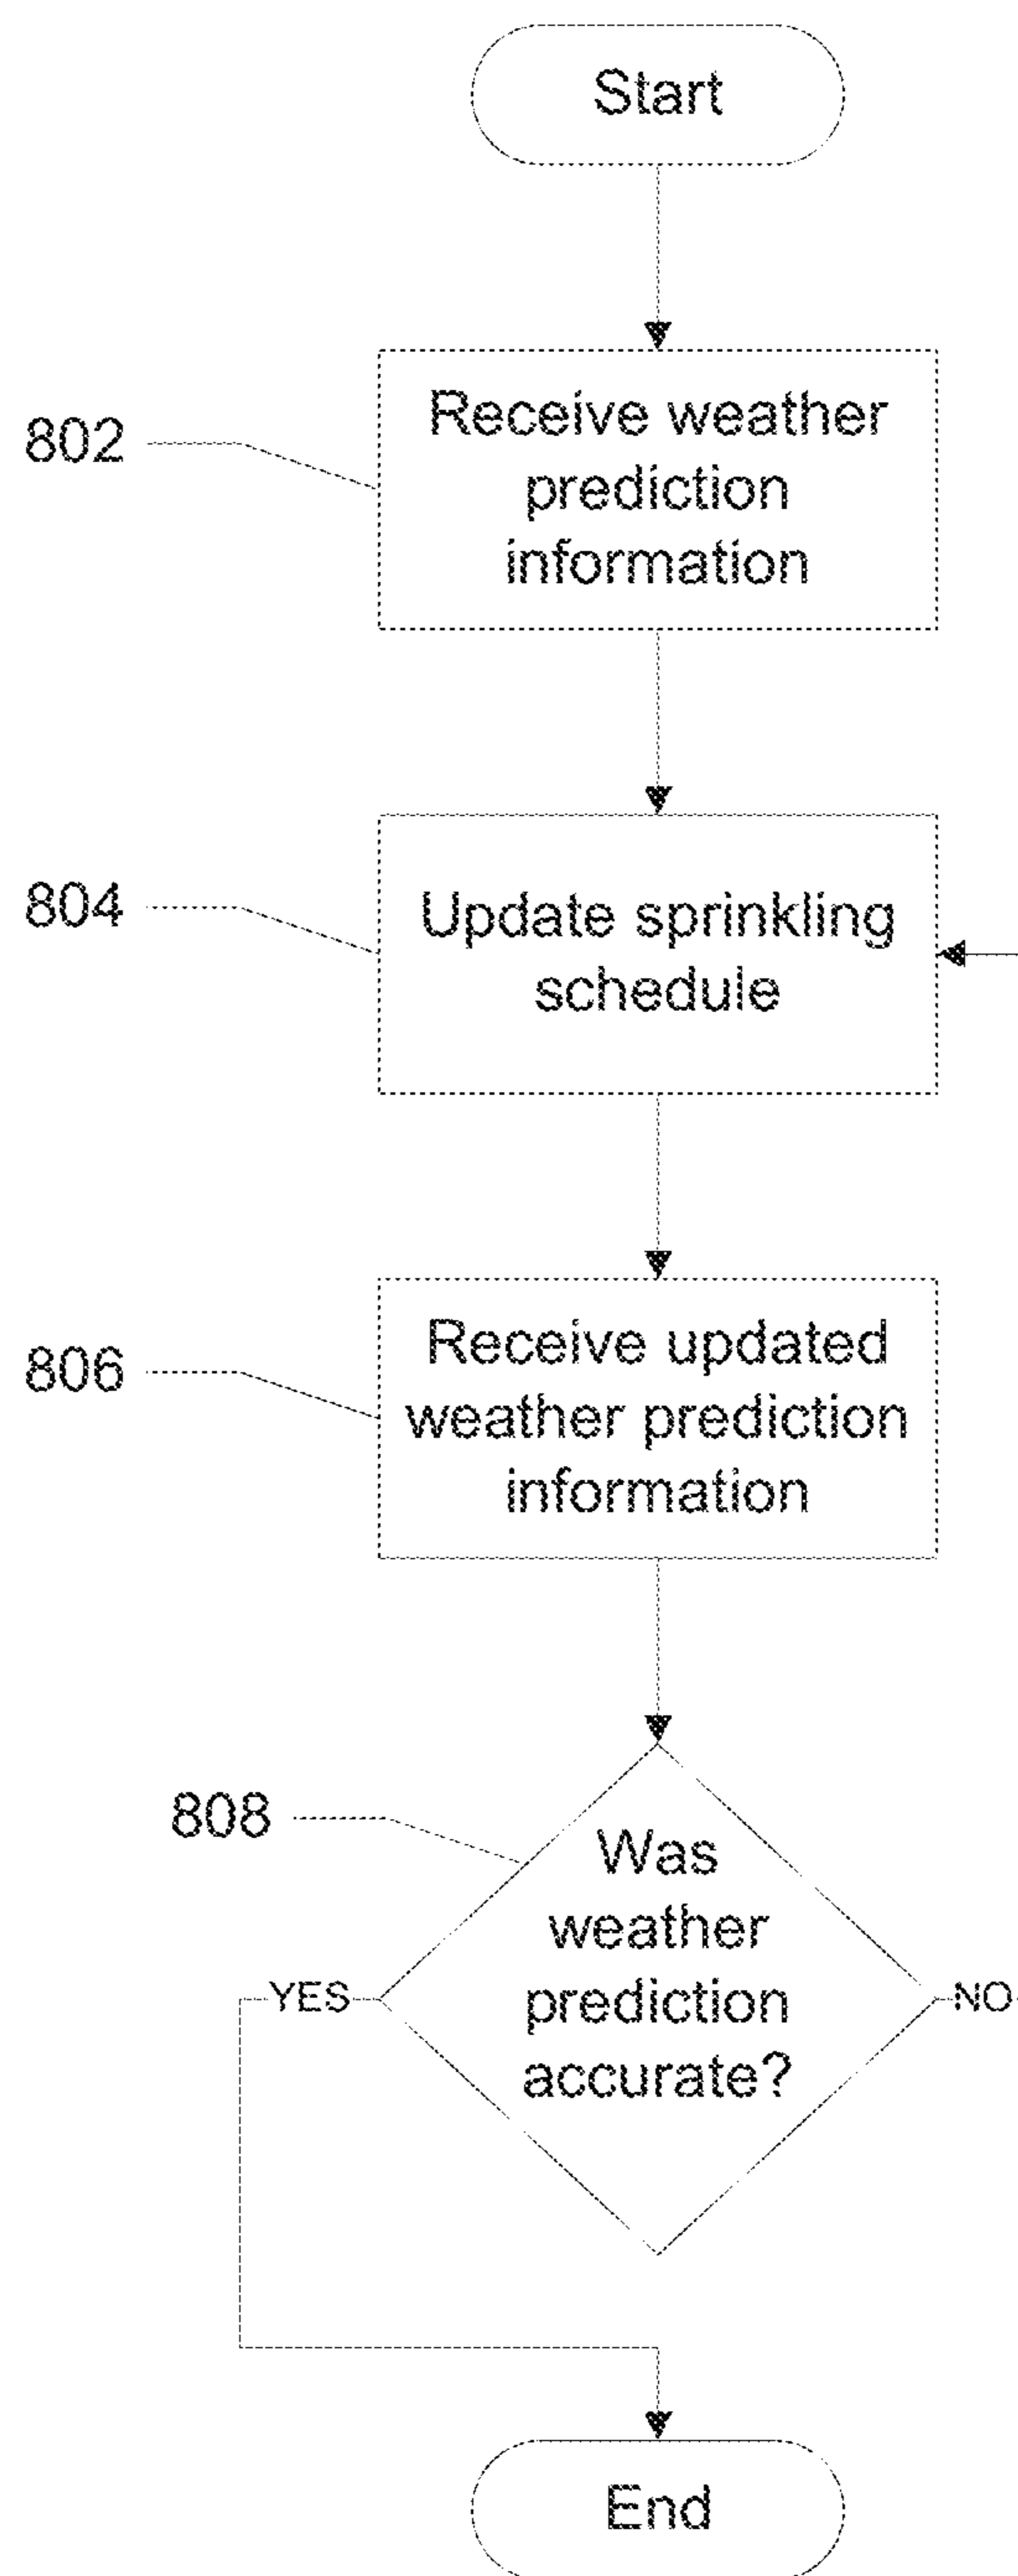 Start
802
Receive weather
prediction
information
804
Update sprinkling
schedule
806
Receive updated
weather prediction
information
808
Was
weather
prediction
accurate?
YES
NO
End